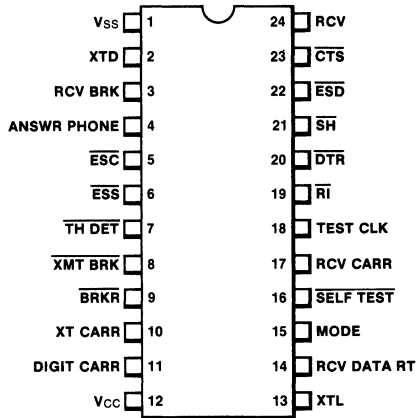 VSS 1 24 RCV
XTD 2 23 CTS
RCV BRK 3 22 ESD
ANSWR PHONE 4 21 SH
ESC 5 20 DTR
ESS 6 19 RI
TH DET 7 18 TEST CLK
XMT BRK 8 17 RCV CARR
BRKR 9 16 SELF TEST
XT CARR 10 15 MODE
DIGIT CARR 11 14 RCV DATA RT
VCC 12 13 XTL